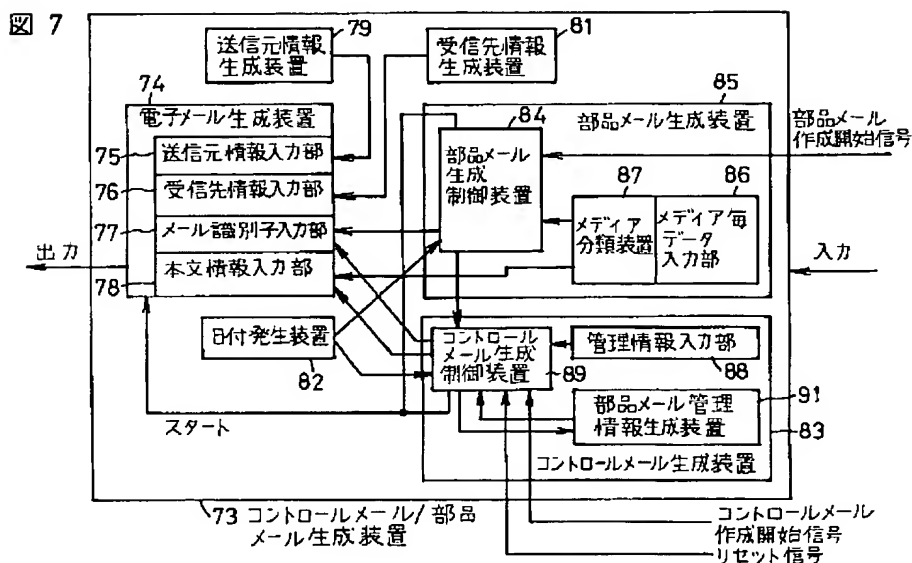 図 7
79
送信元情報
生成装置
81
受信先情報
生成装置
74
電子メール生成装置
75
送信元情報入力部
76
受信先情報入力部
77
メール識別子入力部
78
本文情報入力部
出力
85
部品メール生成装置
84
部品メール
生成
制御装置
部品メール
作成開始信号
87
メディア
分類装置
86
メディア毎
データ
入力部
入力
日付発生装置
82
スタート
コントロール
メール生成
制御装置
89
管理情報入力部
88
部品メール管理
情報生成装置
91
83
コントロールメール生成装置
73 コントロールメール/部品
メール生成装置
コントロールメール
作成開始信号
リセット信号